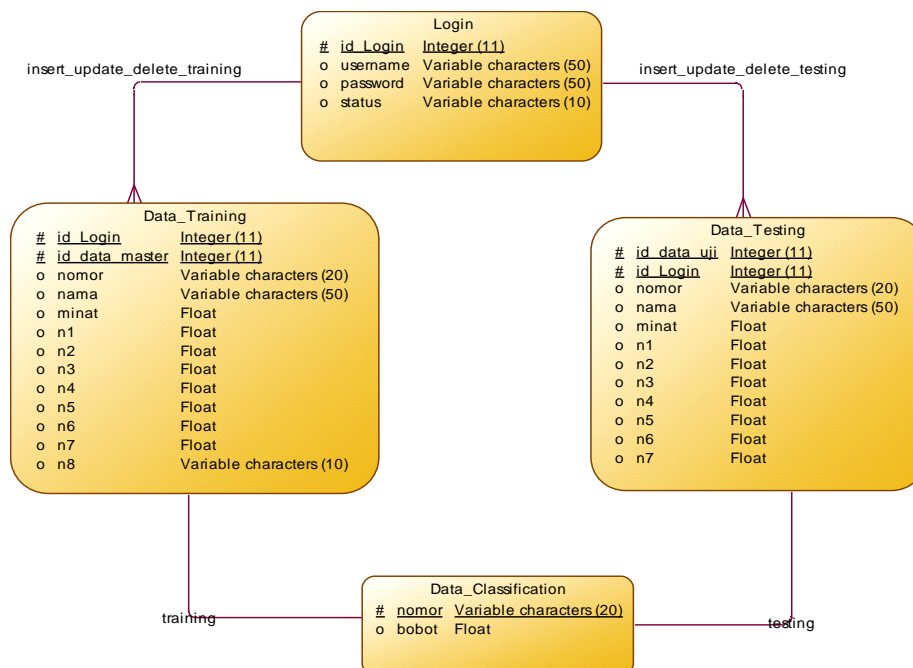 Login
# id_Login Integer (11)
o username Variable characters (50)
o password Variable characters (50)
o status Variable characters (10)
insert_update_delete_training
insert_update_delete_testing
Data_Training
# id_Login Integer (11)
# id_data_master Integer (11)
o nomor Variable characters (20)
o nama Variable characters (50)
o minat Float
o n1 Float
o n2 Float
o n3 Float
o n4 Float
o n5 Float
o n6 Float
o n7 Float
o n8 Variable characters (10)
Data_Testing
# id_data_uji Integer (11)
# id_Login Integer (11)
o nomor Variable characters (20)
o nama Variable characters (50)
o minat Float
o n1 Float
o n2 Float
o n3 Float
o n4 Float
o n5 Float
o n6 Float
o n7 Float
training
Data_Classification
# nomor Variable characters (20)
o bobot Float
testing